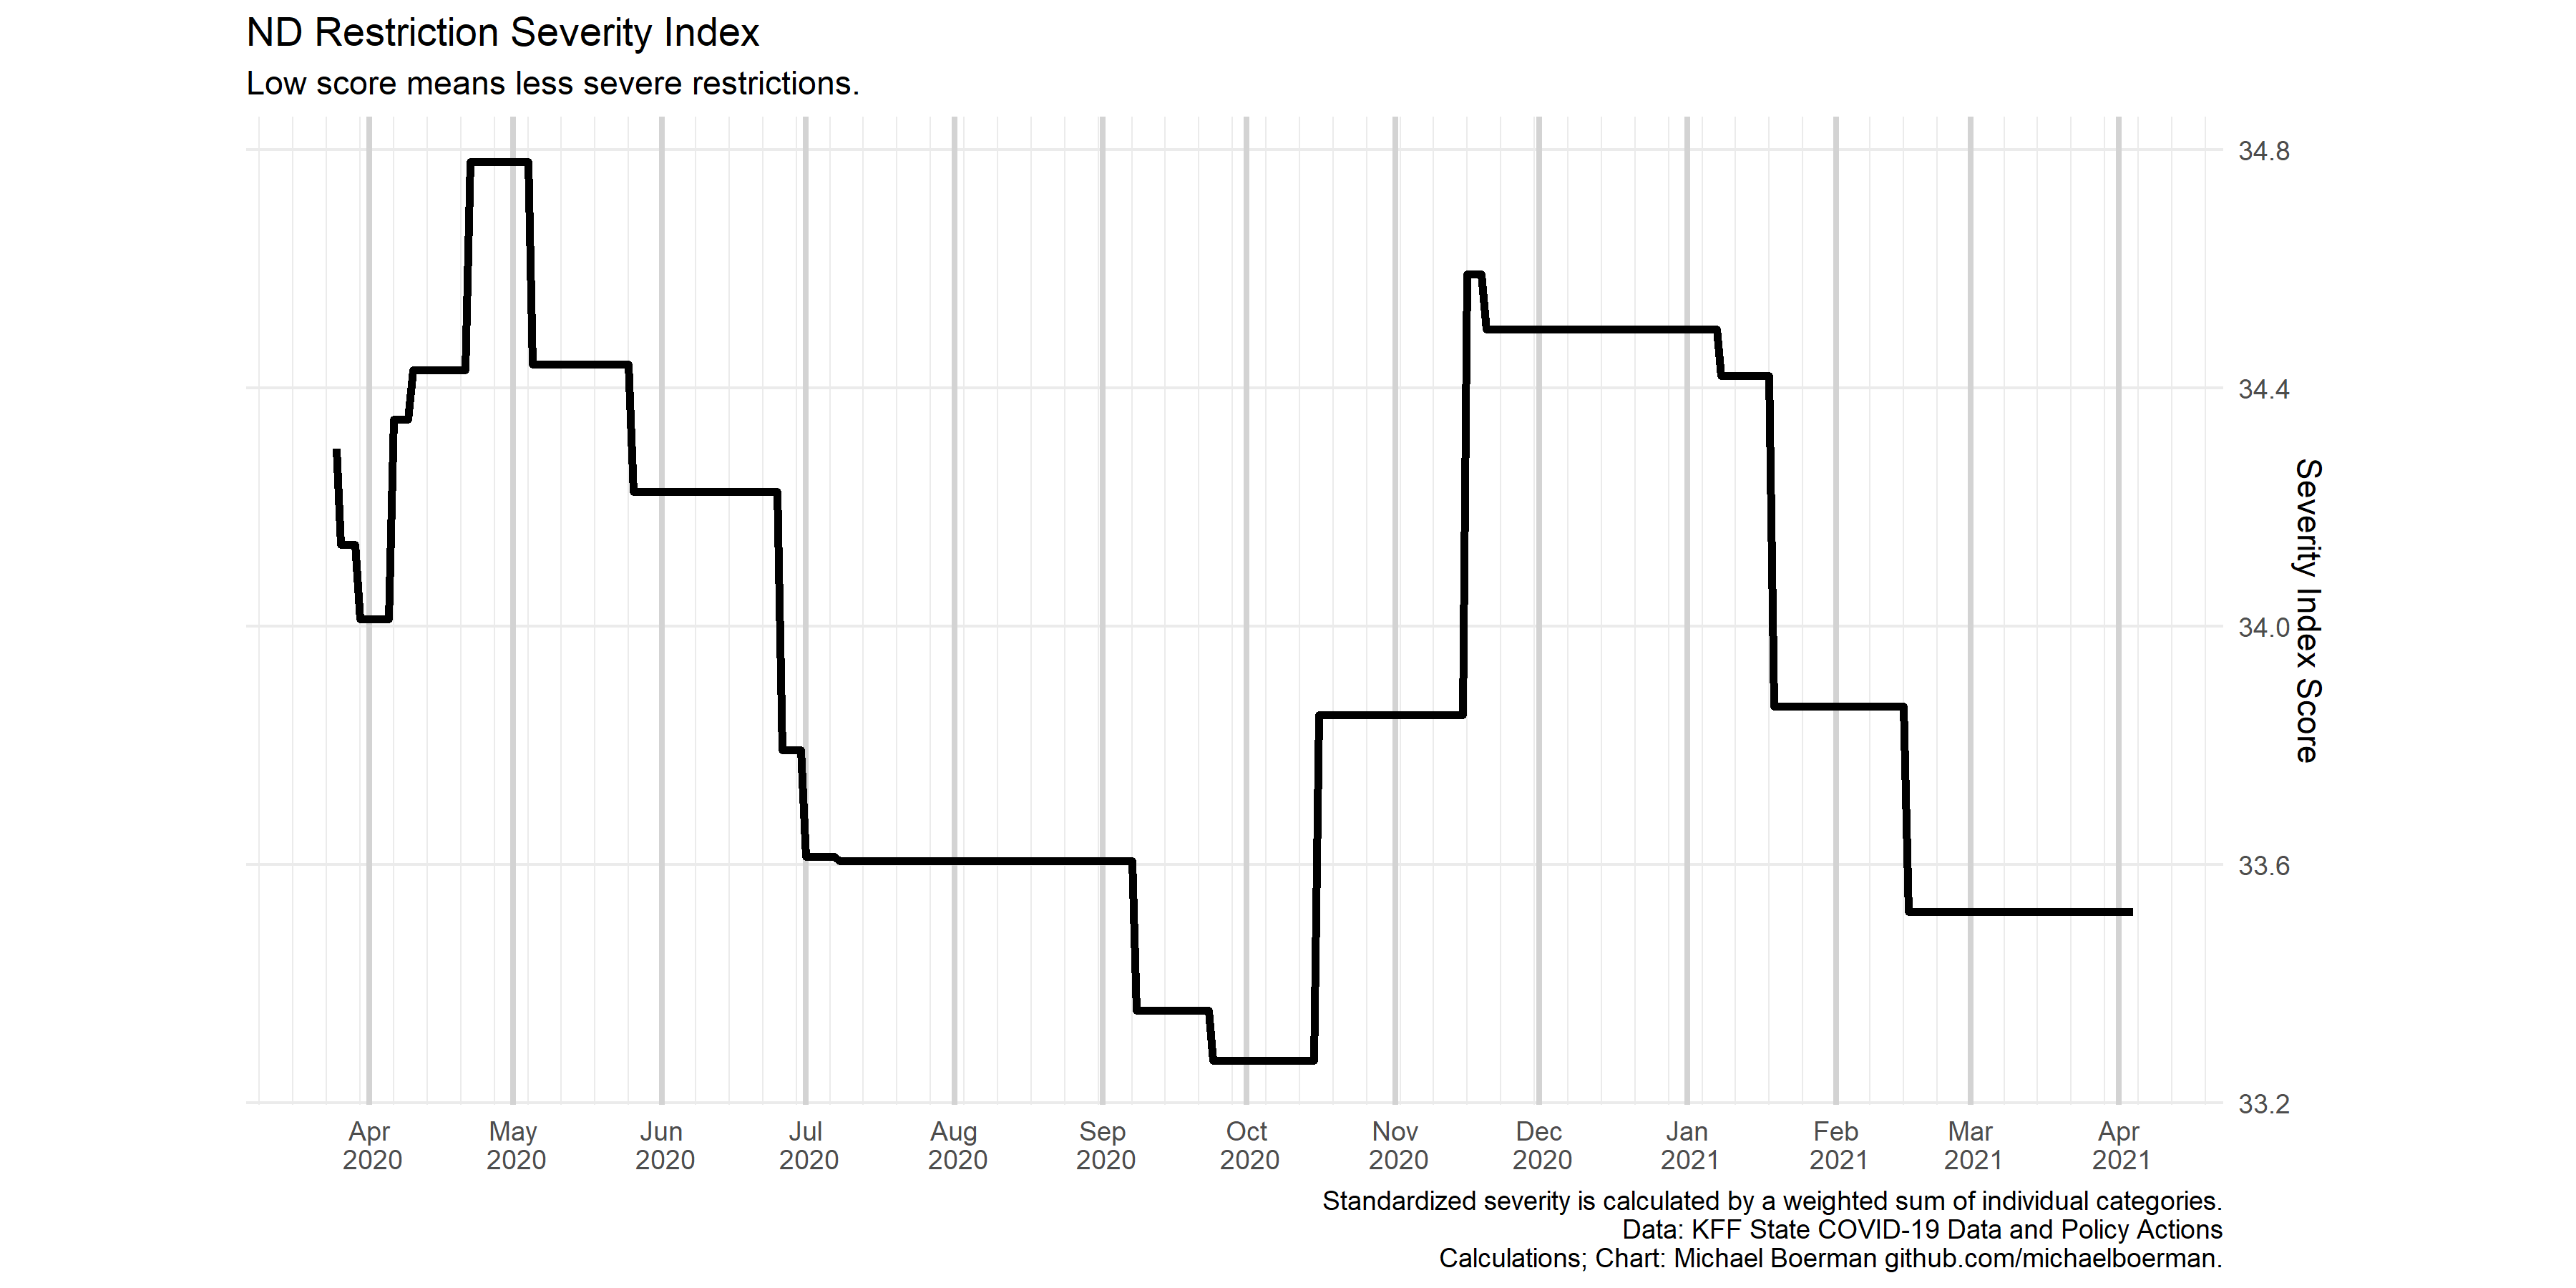 ND Restriction Severity Index
Low score means less severe restrictions.
34.8
34.4
34.0
33.6
33.2
Severity Index Score
Apr May Jun Jul Aug Sep Oct Nov Dec Jan Feb Mar Apr
2020 2020 2020 2020 2020 2020 2020 2020 2020 2021 2021 2021 2021
Standardized severity is calculated by a weighted sum of individual categories.
Data: KFF State COVID-19 Data and Policy Actions
Calculations; Chart: Michael Boerman github.com/michaelboerman.